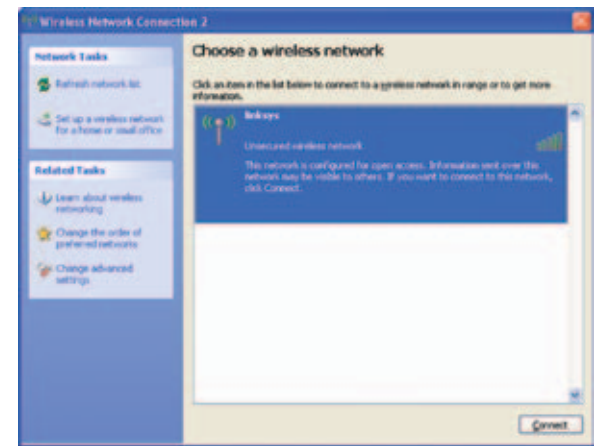 Wireless Network Connection 2
Network Tasks
Refresh network list
Set up a wireless network
for a home or small office
Related Tasks
Learn about wireless
networking
Change the order of
preferred networks
Change advanced
settings
Choose a wireless network
Click an item in the list below to connect to a wireless network in range or to get more
information.
linksys
Unsecured wireless network
This network is configured for open access. Information sent over this
network may be visible to others. If you want to connect to this network,
click Connect.
Connect